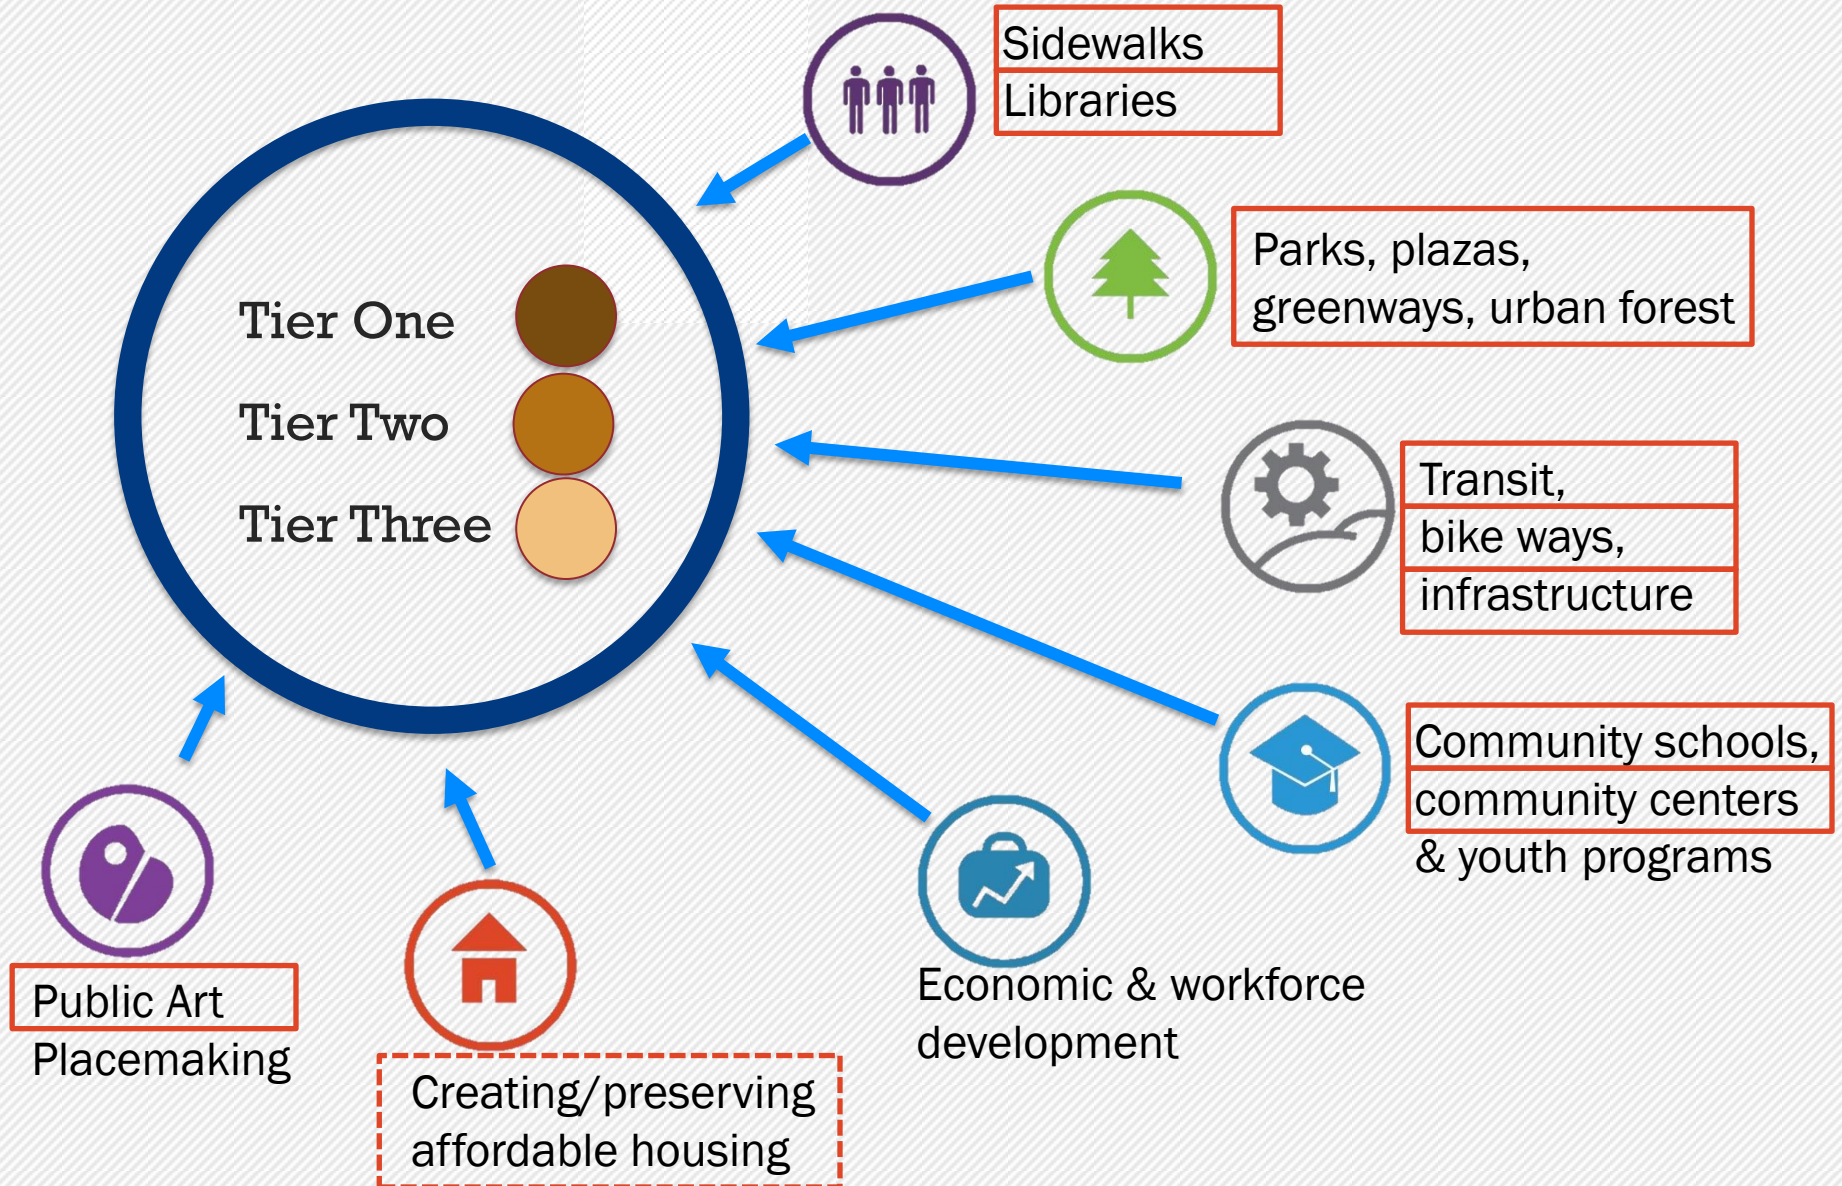 Sidewalks
Libraries
Tier One
Tier Two
Tier Three
Parks, plazas,
greenways, urban forest
Transit,
bike ways,
infrastructure
Community schools,
community centers
& youth programs
Economic & workforce
development
Creating/preserving
affordable housing
Public Art
Placemaking